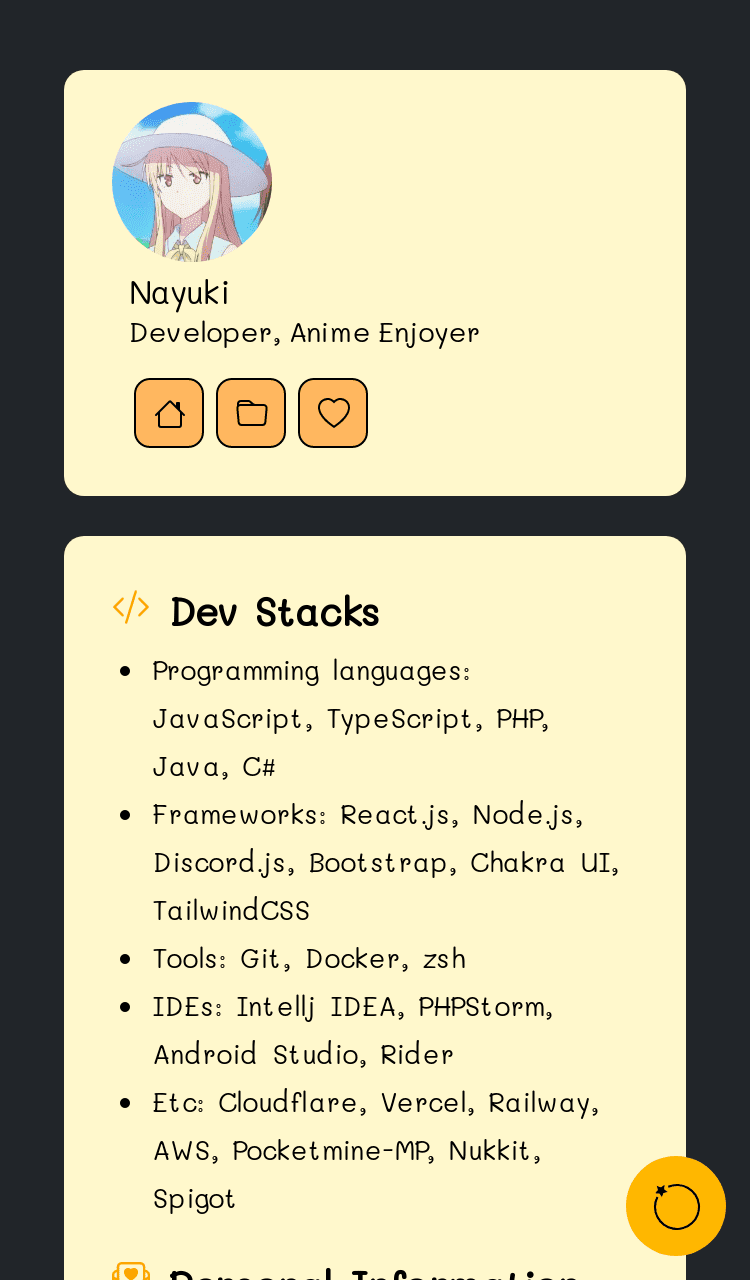 Nayuki
Developer, Anime Enjoyer
Dev Stacks
Programming languages:
JavaScript, TypeScript, PHP,
Java, C#
Frameworks: React.js, Node.js,
Discord.js, Bootstrap, Chakra UI,
TailwindCSS
Tools: Git, Docker, zsh
IDEs: Intellj IDEA, PHPStorm,
Android Studio, Rider
Etc: Cloudflare, Vercel, Railway,
AWS, Pocketmine-MP, Nukkit,
Spigot
Personal Information